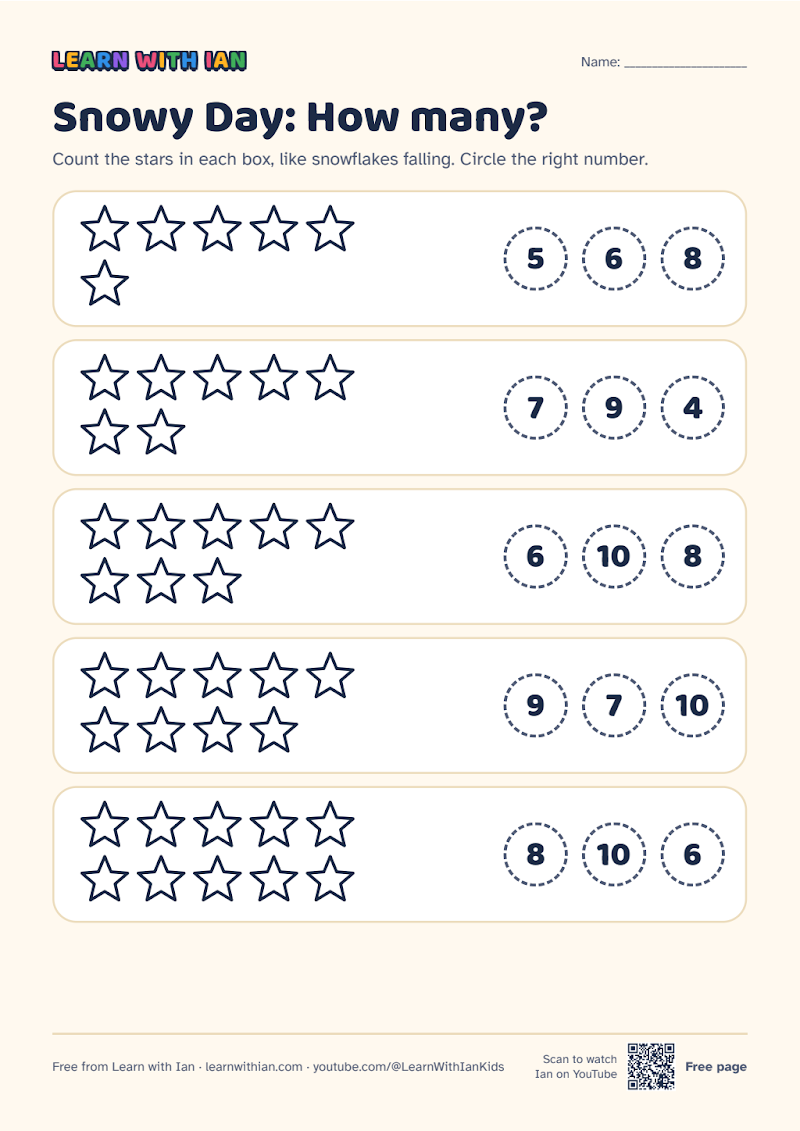 LEARN WITH IAN
Name: ____________________
Snowy Day: How many?
Count the stars in each box, like snowflakes falling. Circle the right number.
5 6 8
7 9 4
6 10 8
9 7 10
8 10 6
Free from Learn with Ian · learnwithian.com · youtube.com/@LearnWithIanKids
Scan to watch
Ian on YouTube
Free page